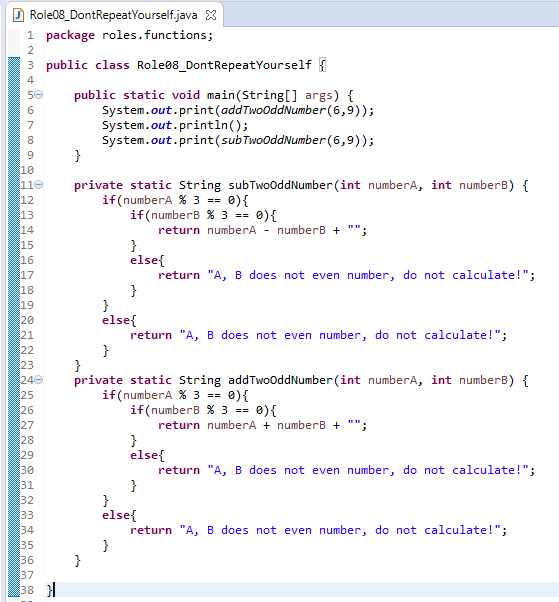 Role08_DontRepeatYourself.java
1 package roles.functions;
2
3 public class Role08_DontRepeatYourself {
4
5     public static void main(String[] args) {
6         System.out.print(addTwoOddNumber(6,9));
7         System.out.println();
8         System.out.print(subTwoOddNumber(6,9));
9     }
10
11     private static String subTwoOddNumber(int numberA, int numberB) {
12         if(numberA % 3 == 0){
13             if(numberB % 3 == 0){
14                 return numberA - numberB + "";
15             }
16             else{
17                 return "A, B does not even number, do not calculate!";
18             }
19         }
20         else{
21             return "A, B does not even number, do not calculate!";
22         }
23     }
24     private static String addTwoOddNumber(int numberA, int numberB) {
25         if(numberA % 3 == 0){
26             if(numberB % 3 == 0){
27                 return numberA + numberB + "";
28             }
29             else{
30                 return "A, B does not even number, do not calculate!";
31             }
32         }
33         else{
34             return "A, B does not even number, do not calculate!";
35         }
36     }
37
38 }